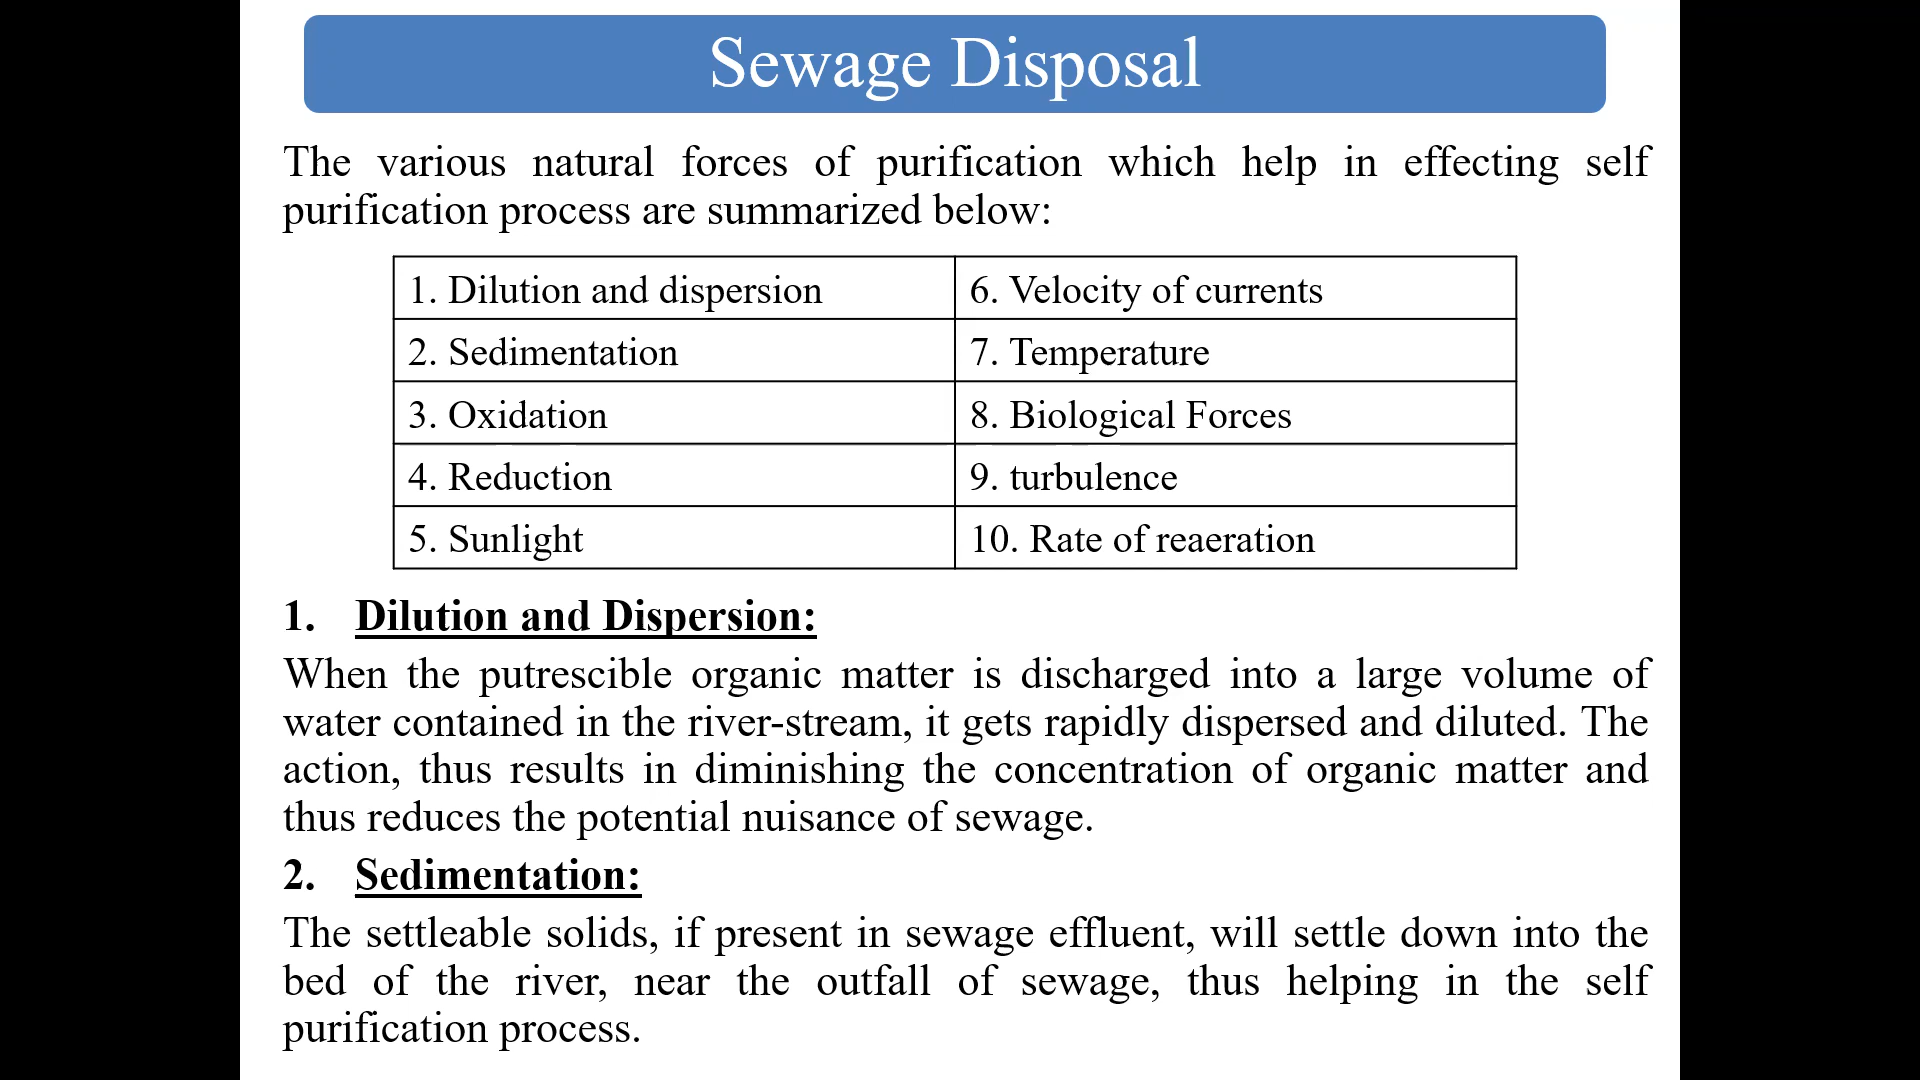 Sewage Disposal
The various natural forces of purification which help in effecting self
purification process are summarized below:
1. Dilution and dispersion
6. Velocity of currents
2. Sedimentation
7. Temperature
3. Oxidation
8. Biological Forces
4. Reduction
9. turbulence
5. Sunlight
10. Rate of reaeration
1. Dilution and Dispersion:
When the putrescible organic matter is discharged into a large volume of
water contained in the river-stream, it gets rapidly dispersed and diluted. The
action, thus results in diminishing the concentration of organic matter and
thus reduces the potential nuisance of sewage.
2. Sedimentation:
The settleable solids, if present in sewage effluent, will settle down into the
bed of the river, near the outfall of sewage, thus helping in the self
purification process.